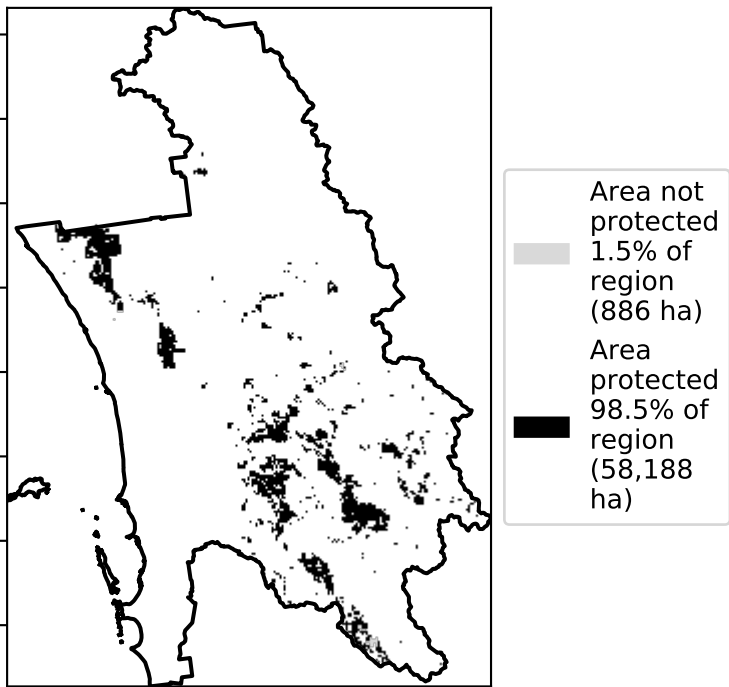 Area not
protected
1.5% of
region
(886 ha)
Area
protected
98.5% of
region
(58,188
ha)